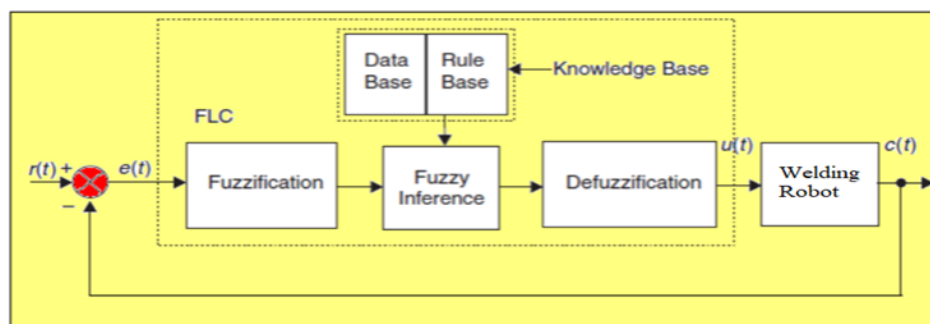 Data
Base
Rule
Base
Knowledge Base
FLC
r(t) +
e(t)
−
Fuzzification
Fuzzy
Inference
Defuzzification
u(t)
Welding
Robot
c(t)